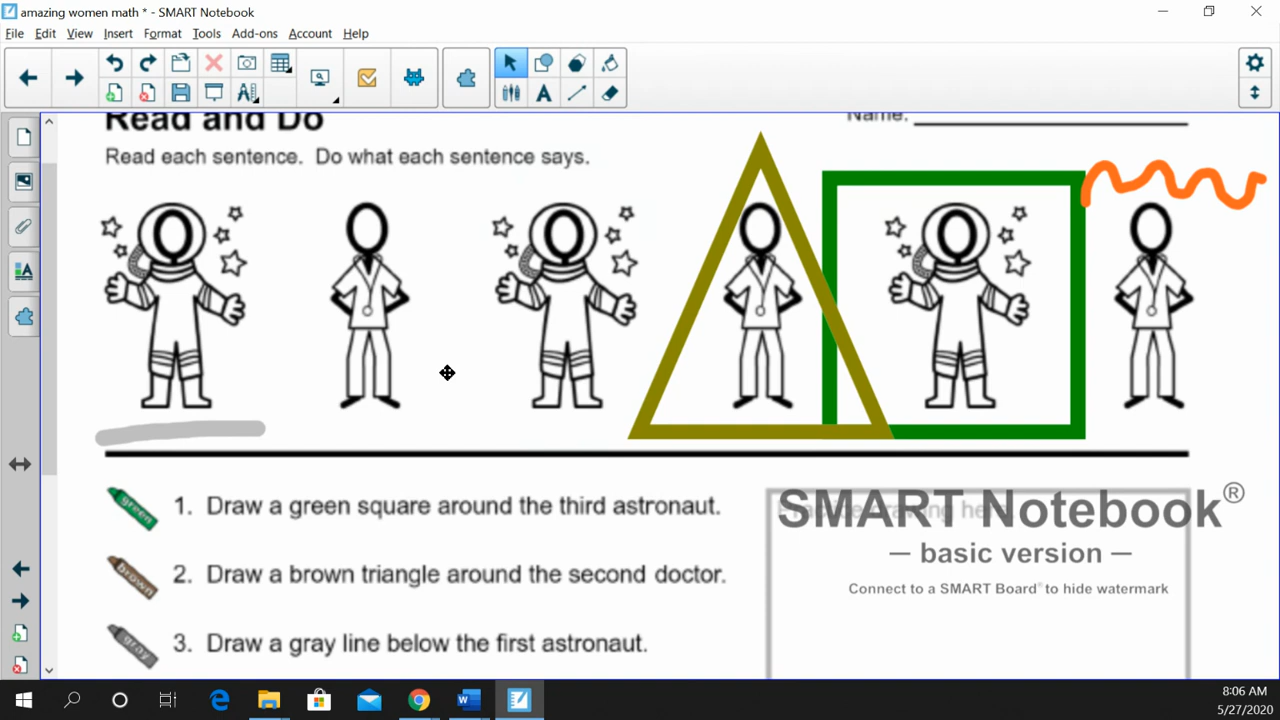 amazing women math * - SMART Notebook
File Edit View Insert Format Tools Add-ons Account Help
Read and Do
Name:
Read each sentence. Do what each sentence says.
green
1. Draw a green square around the third astronaut.
brown
2. Draw a brown triangle around the second doctor.
gray
3. Draw a gray line below the first astronaut.
SMART Notebook®
— basic version —
Connect to a SMART Board® to hide watermark
8:06 AM
5/27/2020